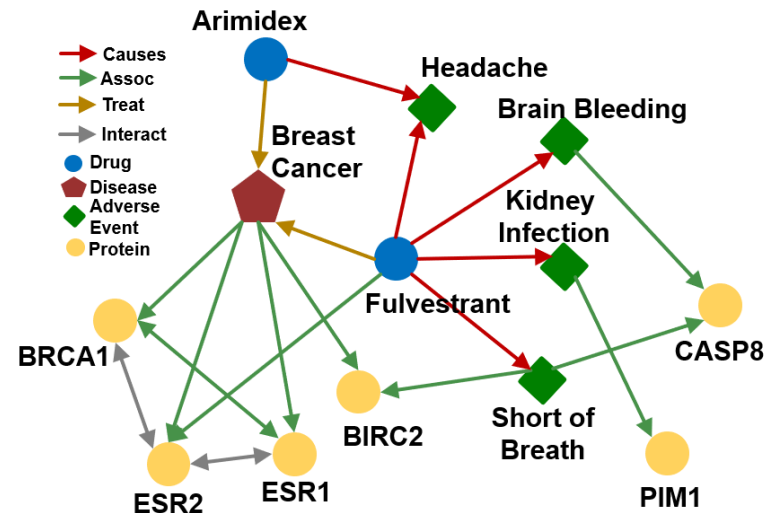 Arimidex
Causes
Assoc
Treat
Interact
Drug
Disease
Adverse
Event
Protein
Headache
Brain Bleeding
Breast
Cancer
Kidney
Infection
Fulvestrant
BRCA1
CASP8
BIRC2
Short of
Breath
ESR2
ESR1
PIM1